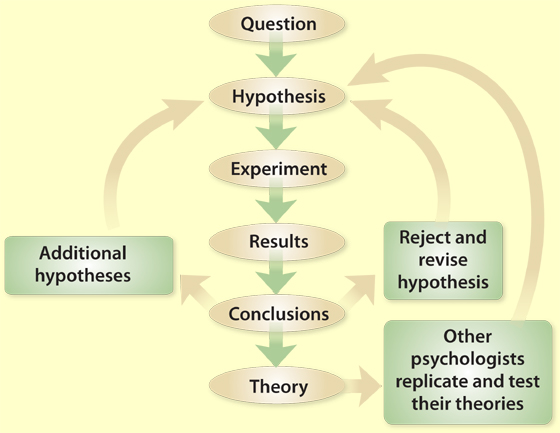 Question
Hypothesis
Experiment
Results
Additional
hypotheses
Reject and
revise
hypothesis
Conclusions
Theory
Other
psychologists
replicate and test
their theories